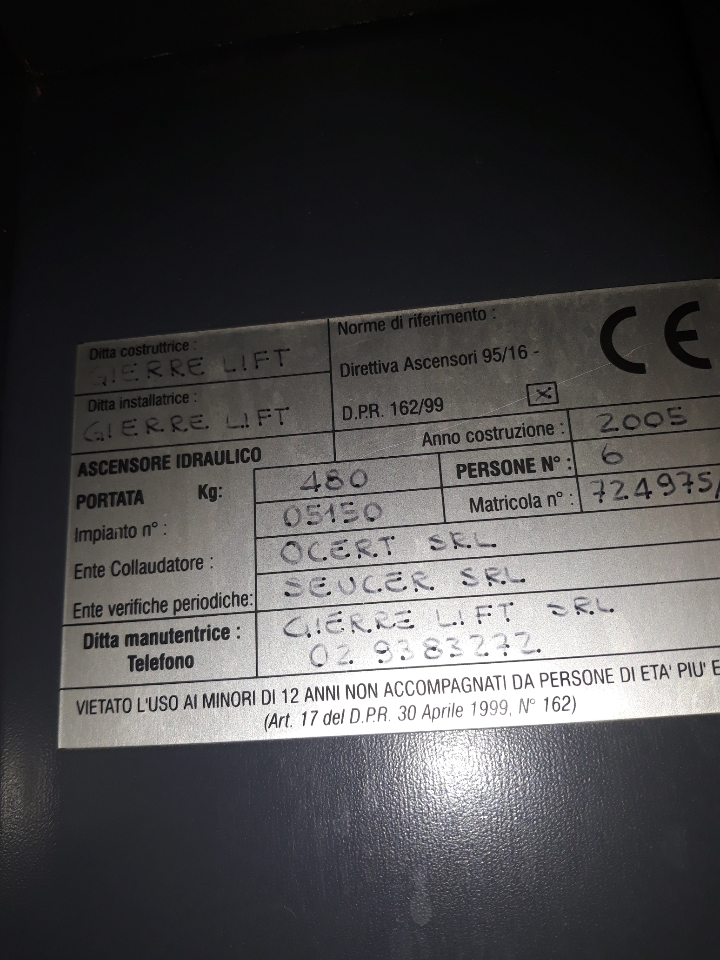 Ditta costruttrice :
GIERRE LIFT
Ditta installatrice :
GIERRE LIFT
Norme di riferimento :
Direttiva Ascensori 95/16 -
D.P.R. 162/99
CE
ASCENSORE IDRAULICO
Anno costruzione : 2005
PORTATA Kg: 480
PERSONE N° : 6
Impianto n° : 05150
Matricola n° : 724975/
Ente Collaudatore : OCERT SRL
Ente verifiche periodiche: SEUCER SRL
Ditta manutentrice : GIERRE LIFT SRL
Telefono 02 9383272
VIETATO L'USO AI MINORI DI 12 ANNI NON ACCOMPAGNATI DA PERSONE DI ETA' PIU' E
(Art. 17 del D.P.R. 30 Aprile 1999, N° 162)